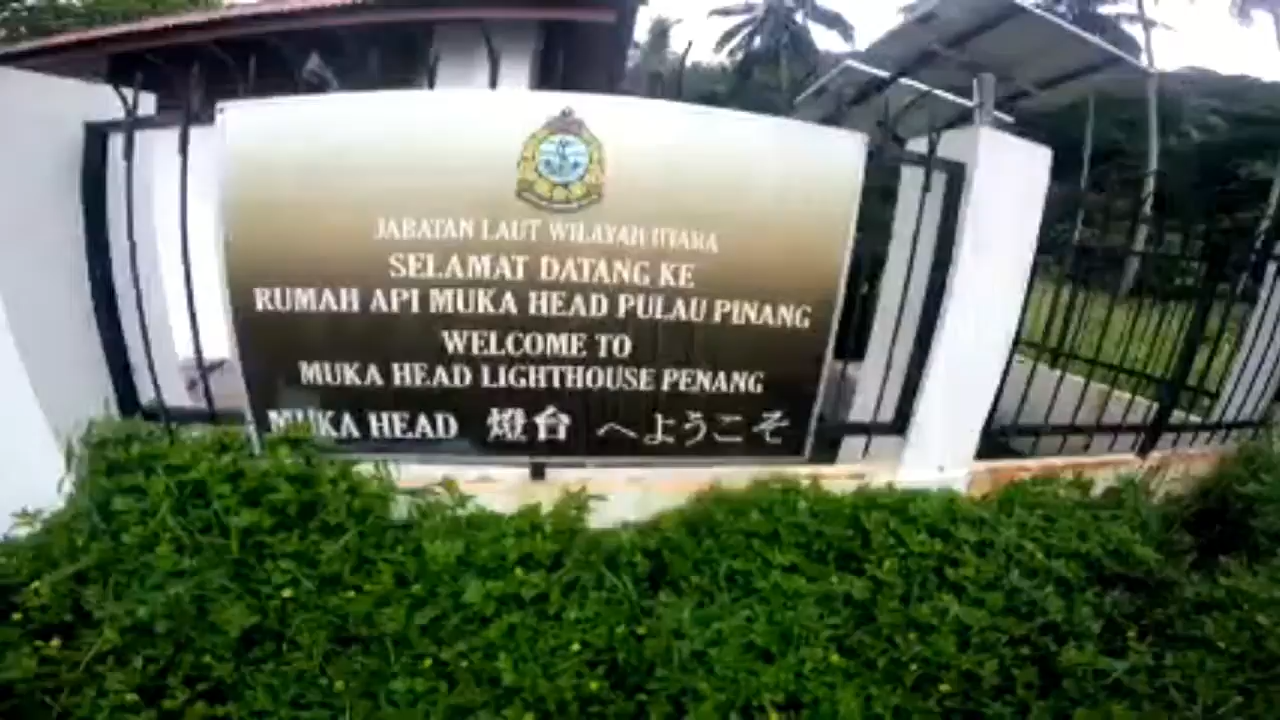 JABATAN LAUT WILAYAH UTARA
SELAMAT DATANG KE
RUMAH API MUKA HEAD PULAU PINANG
WELCOME TO
MUKA HEAD LIGHTHOUSE PENANG
MUKA HEAD 燈台 へようこそ